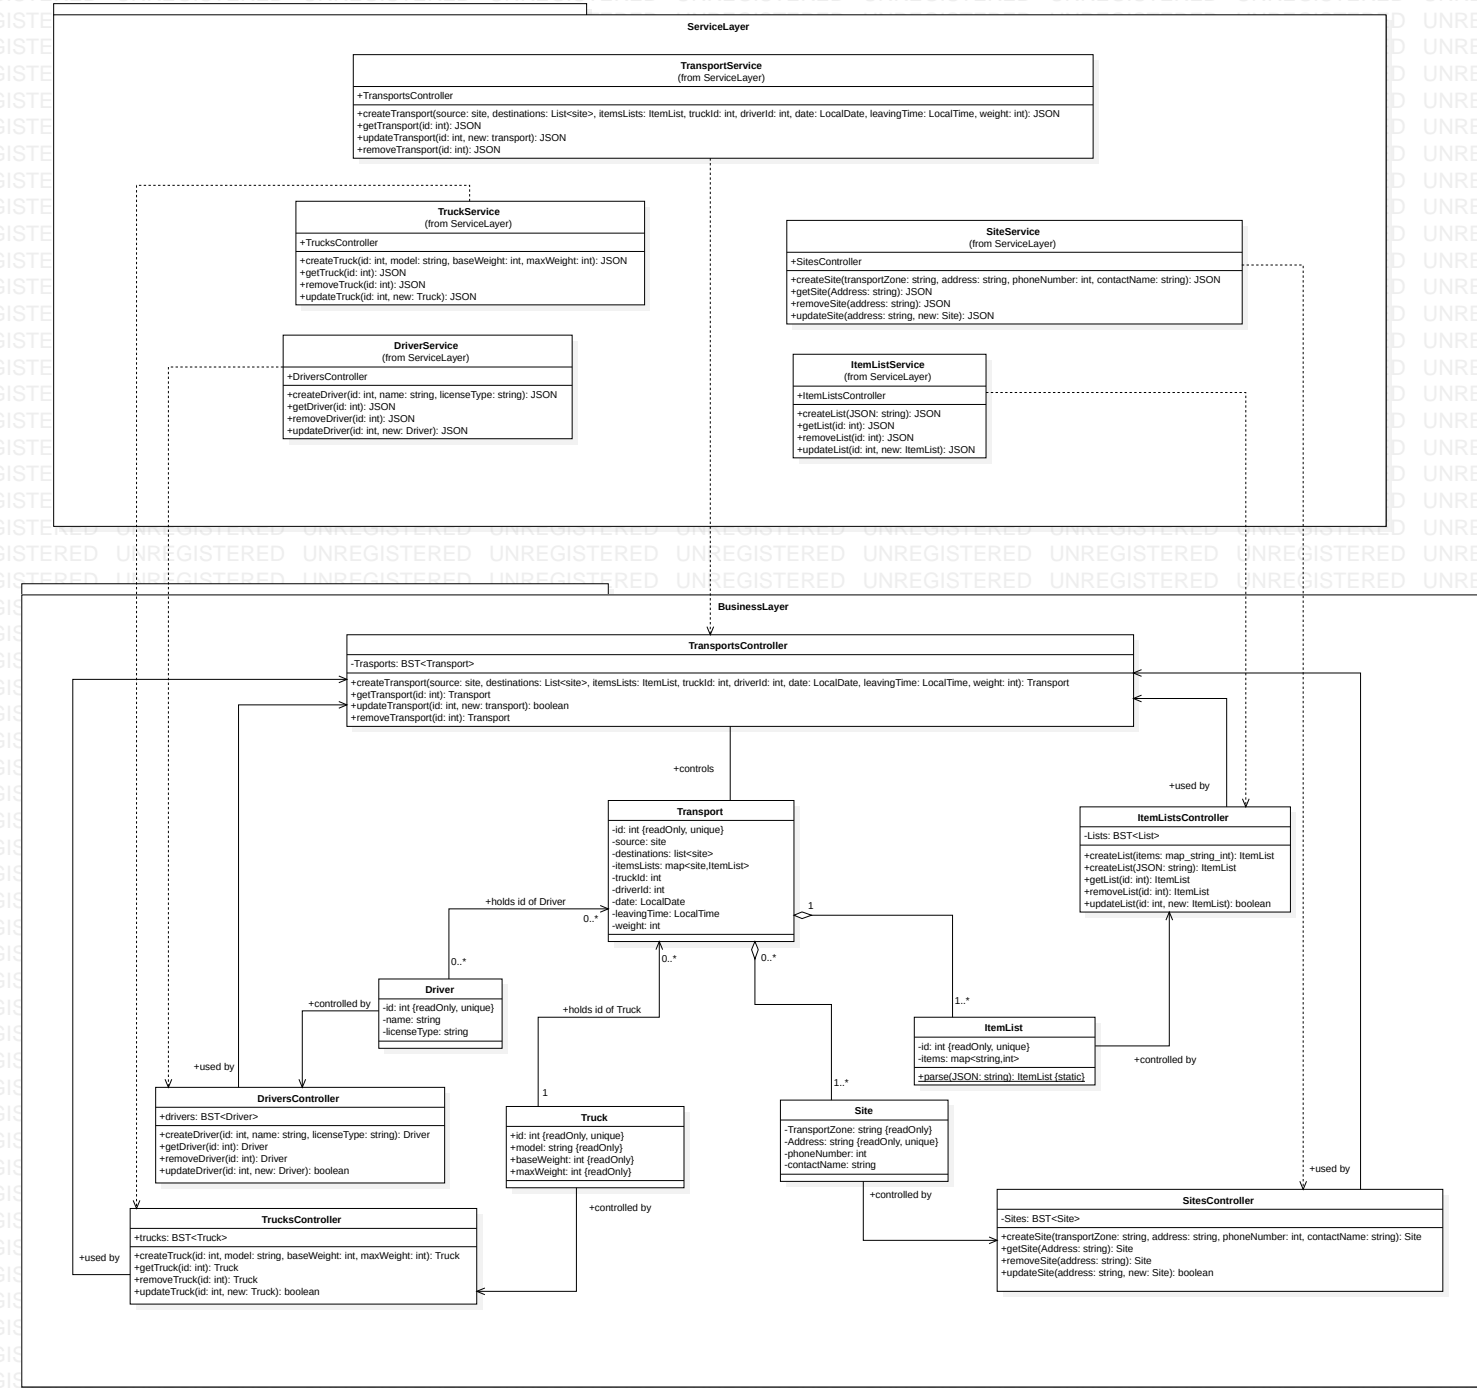 ServiceLayer
TransportService
(from ServiceLayer)
+TransportsController
+createTransport(source: site, destinations: List<site>, itemsLists: ItemList, truckId: int, driverId: int, date: LocalDate, leavingTime: LocalTime, weight: int): JSON
+getTransport(id: int): JSON
+updateTransport(id: int, new: transport): JSON
+removeTransport(id: int): JSON
TruckService
(from ServiceLayer)
+TrucksController
+createTruck(id: int, model: string, baseWeight: int, maxWeight: int): JSON
+getTruck(id: int): JSON
+removeTruck(id: int): JSON
+updateTruck(id: int, new: Truck): JSON
SiteService
(from ServiceLayer)
+SitesController
+createSite(transportZone: string, address: string, phoneNumber: int, contactName: string): JSON
+getSite(Address: string): JSON
+removeSite(address: string): JSON
+updateSite(address: string, new: Site): JSON
DriverService
(from ServiceLayer)
+DriversController
+createDriver(id: int, name: string, licenseType: string): JSON
+getDriver(id: int): JSON
+removeDriver(id: int): JSON
+updateDriver(id: int, new: Driver): JSON
ItemListService
(from ServiceLayer)
+ItemListsController
+createList(JSON: string): JSON
+getList(id: int): JSON
+removeList(id: int): JSON
+updateList(id: int, new: ItemList): JSON
UNREGISTERED UNREGISTERED UNREGISTERED UNREGISTERED UNREGISTERED UNREGISTERED
BusinessLayer
TransportsController
-Trasports: BST<Transport>
+createTransport(source: site, destinations: List<site>, itemsLists: ItemList, truckId: int, driverId: int, date: LocalDate, leavingTime: LocalTime, weight: int): Transport
+getTransport(id: int): Transport
+updateTransport(id: int, new: transport): boolean
+removeTransport(id: int): Transport
+controls
+used by
Transport
-id: int {readOnly, unique}
-source: site
-destinations: list<site>
-itemsLists: map<site,ItemList>
-truckId: int
-driverId: int
-date: LocalDate
-leavingTime: LocalTime
-weight: int
ItemListsController
-Lists: BST<List>
+createList(items: map_string_int): ItemList
+createList(JSON: string): ItemList
+getList(id: int): ItemList
+removeList(id: int): ItemList
+updateList(id: int, new: ItemList): boolean
+holds id of Driver
0..*
1
0..*
0..*
0..*
Driver
-id: int {readOnly, unique}
-name: string
-licenseType: string
+controlled by
+holds id of Truck
1..*
ItemList
-id: int {readOnly, unique}
-items: map<string,int>
+parse(JSON: string): ItemList {static}
+controlled by
+used by
1
1..*
DriversController
+drivers: BST<Driver>
+createDriver(id: int, name: string, licenseType: string): Driver
+getDriver(id: int): Driver
+removeDriver(id: int): Driver
+updateDriver(id: int, new: Driver): boolean
Truck
+id: int {readOnly, unique}
+model: string {readOnly}
+baseWeight: int {readOnly}
+maxWeight: int {readOnly}
Site
-TransportZone: string {readOnly}
-Address: string {readOnly, unique}
-phoneNumber: int
-contactName: string
+used by
+controlled by
+controlled by
TrucksController
+trucks: BST<Truck>
+createTruck(id: int, model: string, baseWeight: int, maxWeight: int): Truck
+getTruck(id: int): Truck
+removeTruck(id: int): Truck
+updateTruck(id: int, new: Truck): boolean
+used by
SitesController
-Sites: BST<Site>
+createSite(transportZone: string, address: string, phoneNumber: int, contactName: string): Site
+getSite(Address: string): Site
+removeSite(address: string): Site
+updateSite(address: string, new: Site): boolean